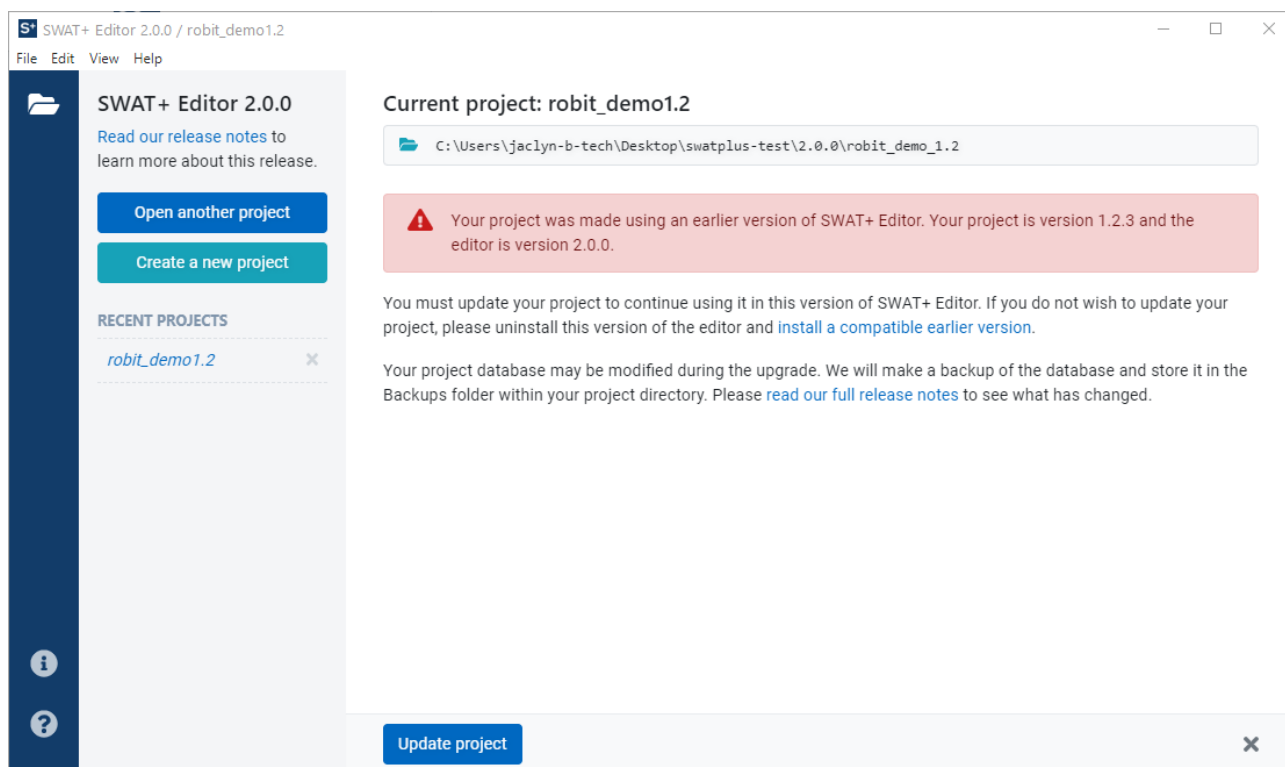 S+ SWAT+ Editor 2.0.0 / robit_demo1.2
File Edit View Help
SWAT+ Editor 2.0.0
Read our release notes to
learn more about this release.
Open another project
Create a new project
RECENT PROJECTS
robit_demo1.2
Current project: robit_demo1.2
C:\Users\jaclyn-b-tech\Desktop\swatplus-test\2.0.0\robit_demo_1.2
Your project was made using an earlier version of SWAT+ Editor. Your project is version 1.2.3 and the
editor is version 2.0.0.
You must update your project to continue using it in this version of SWAT+ Editor. If you do not wish to update your
project, please uninstall this version of the editor and install a compatible earlier version.
Your project database may be modified during the upgrade. We will make a backup of the database and store it in the
Backups folder within your project directory. Please read our full release notes to see what has changed.
Update project